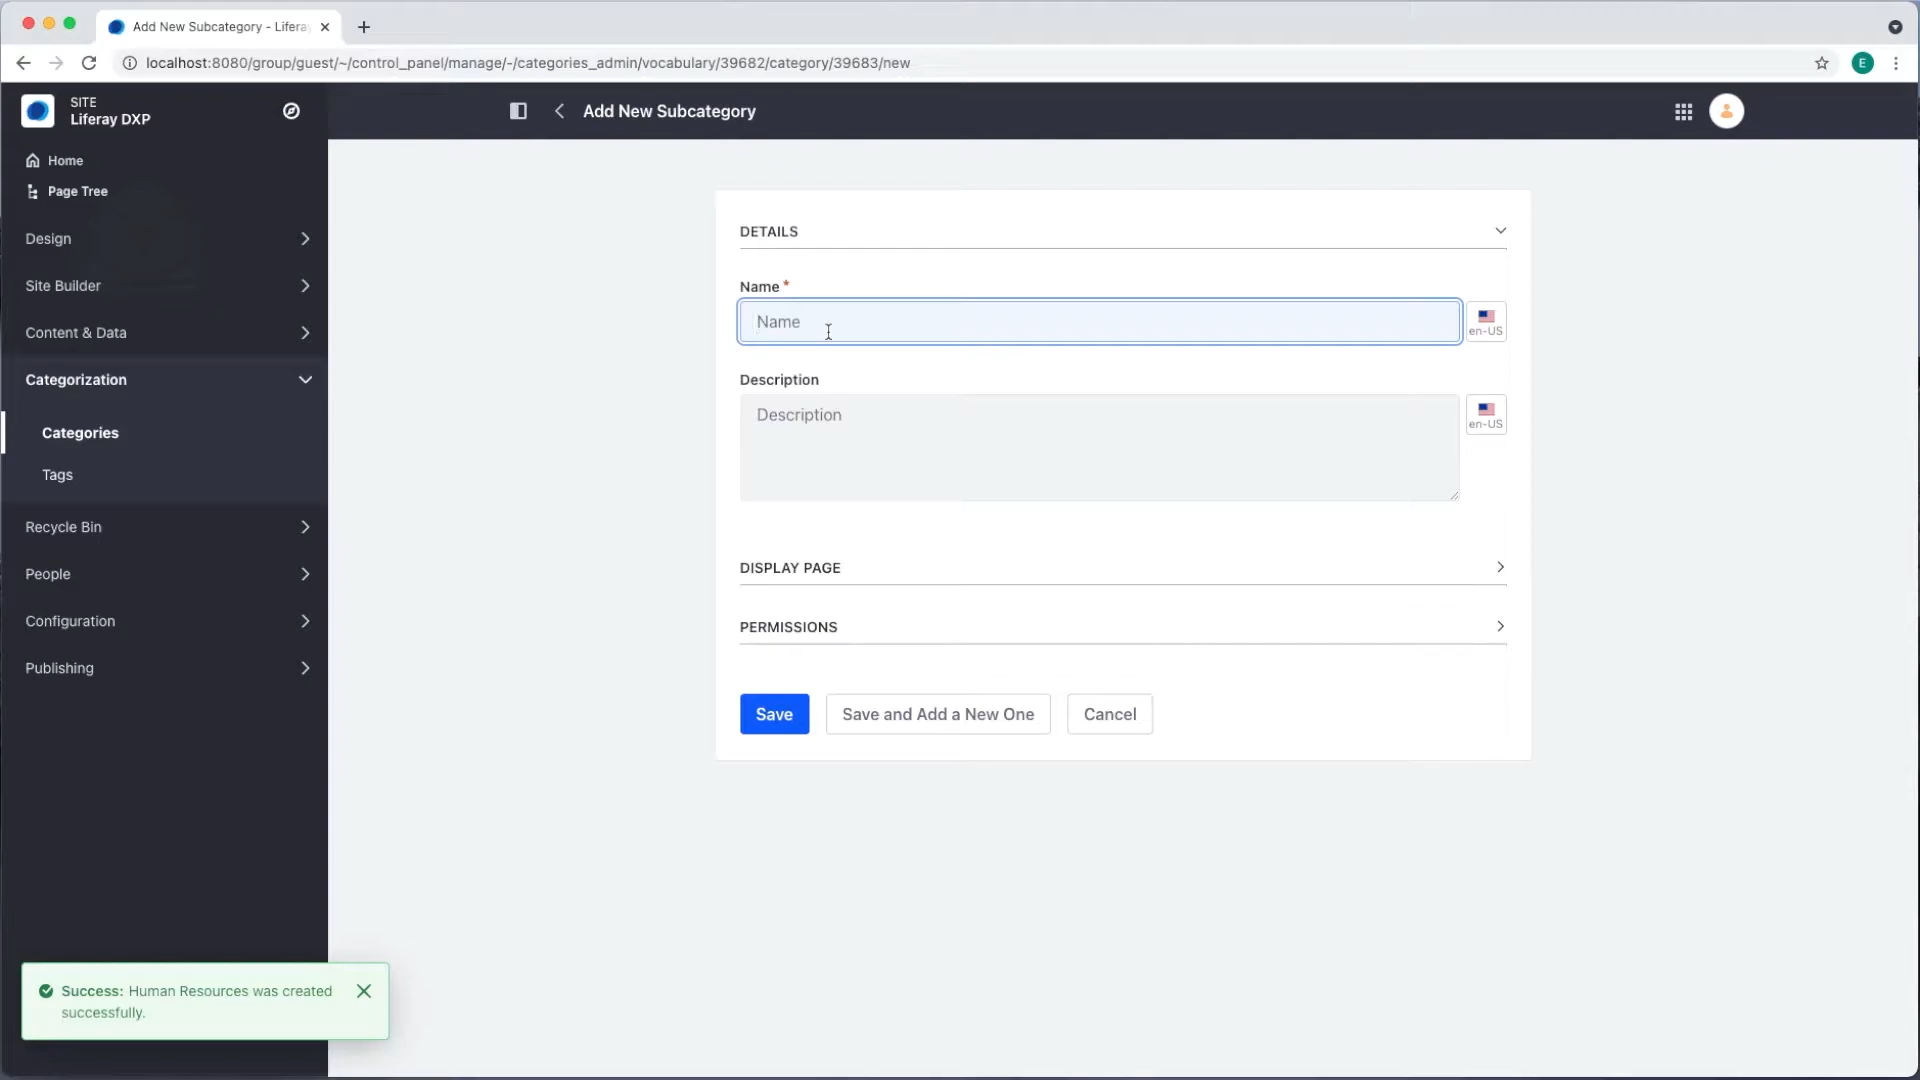 Add New Subcategory - Lifera
localhost:8080/group/guest/~/control_panel/manage/-/categories_admin/vocabulary/39682/category/39683/new
E
SITE
Liferay DXP
Add New Subcategory
Home
Page Tree
Design
Site Builder
Content & Data
Categorization
Categories
Tags
Recycle Bin
People
Configuration
Publishing
DETAILS
Name *
Name
en-US
Description
Description
en-US
DISPLAY PAGE
PERMISSIONS
Save
Save and Add a New One
Cancel
Success: Human Resources was created
successfully.